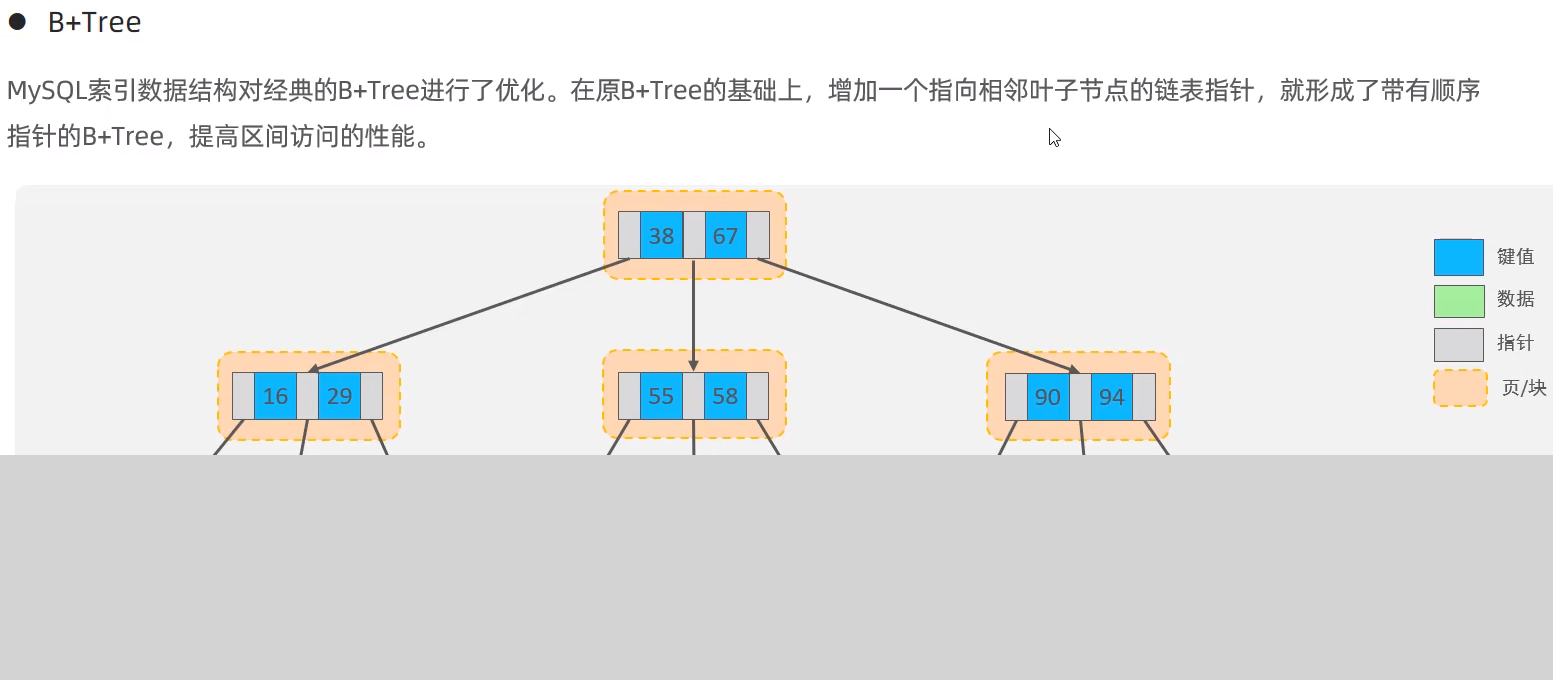 ● B+Tree
MySQL索引数据结构对经典的B+Tree进行了优化。在原B+Tree的基础上，增加一个指向相邻叶子节点的链表指针，就形成了带有顺序
指针的B+Tree，提高区间访问的性能。
38 67
键值
数据
指针
页/块
16 29
55 58
90 94